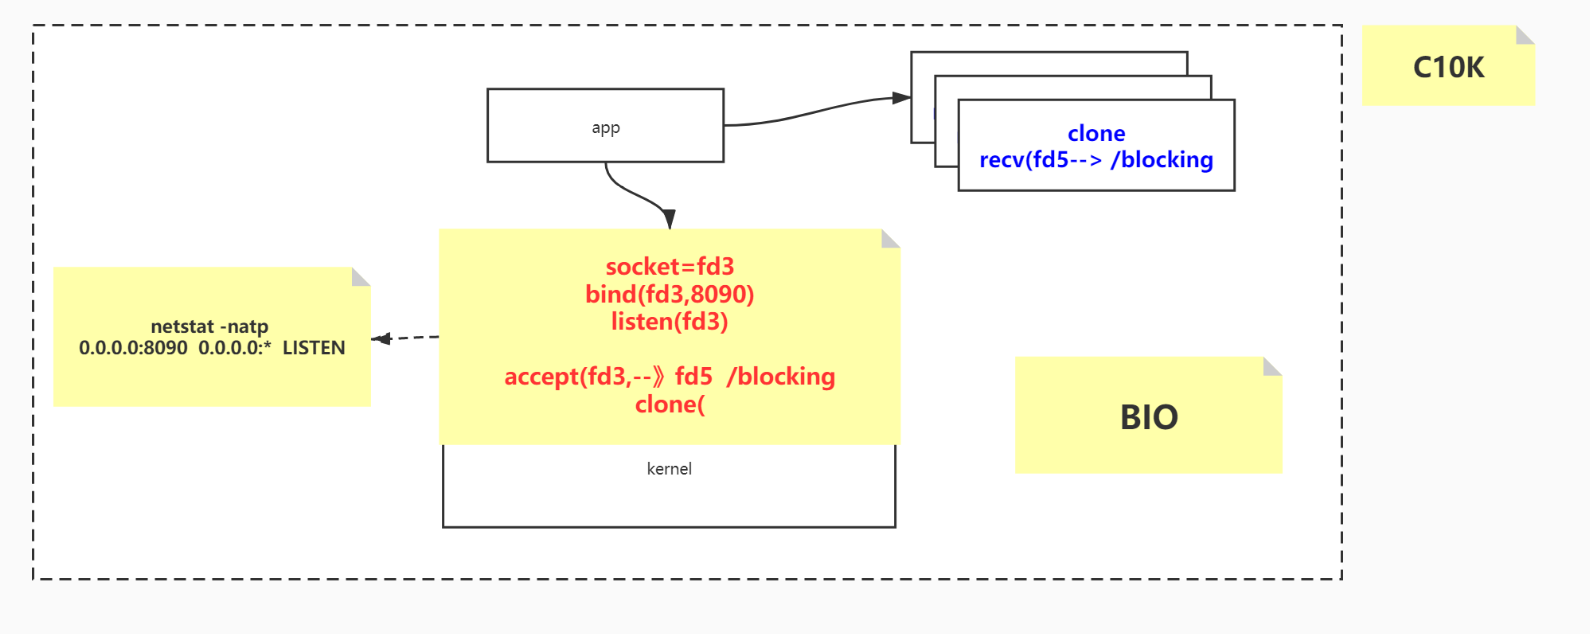 C10K
app
clone
recv(fd5--> /blocking
socket=fd3
bind(fd3,8090)
listen(fd3)
accept(fd3,--》fd5  /blocking
clone(
netstat -natp
0.0.0.0:8090  0.0.0.0:*  LISTEN
BIO
kernel